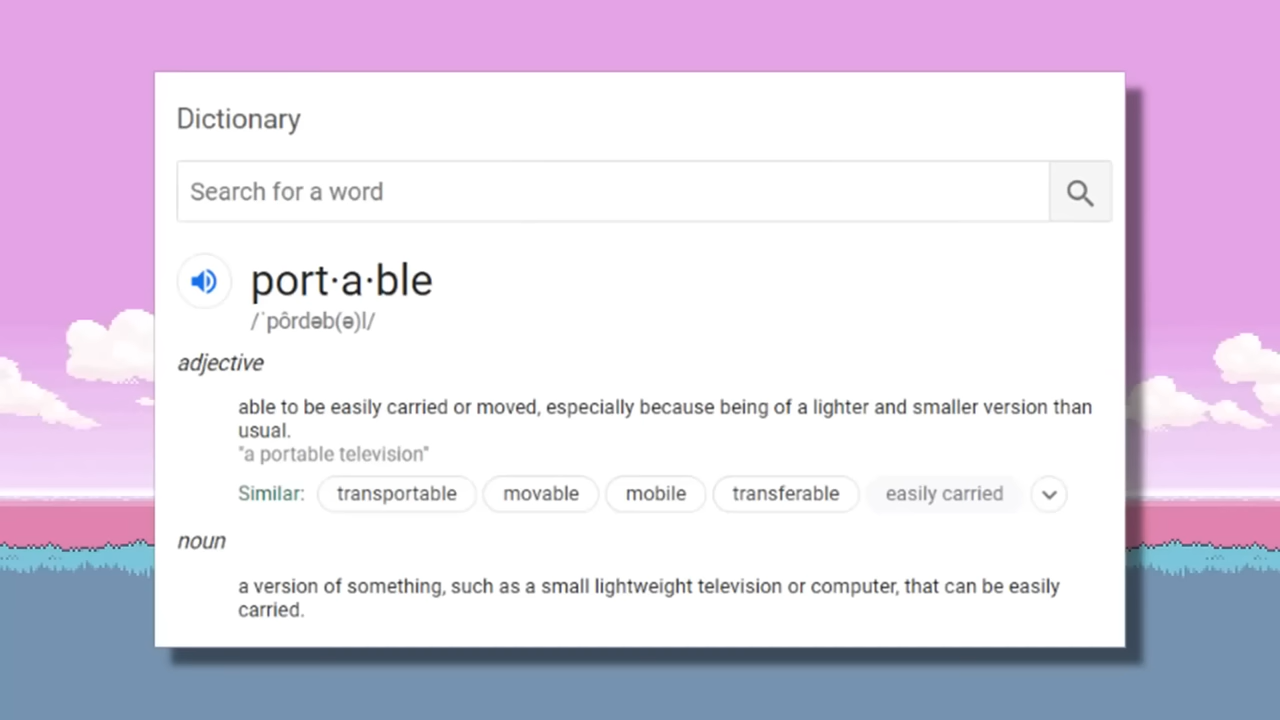 Dictionary
Search for a word
port·a·ble
/ˈpôrdəb(ə)l/
adjective
able to be easily carried or moved, especially because being of a lighter and smaller version than
usual.
"a portable television"
Similar: transportable movable mobile transferable easily carried
noun
a version of something, such as a small lightweight television or computer, that can be easily
carried.